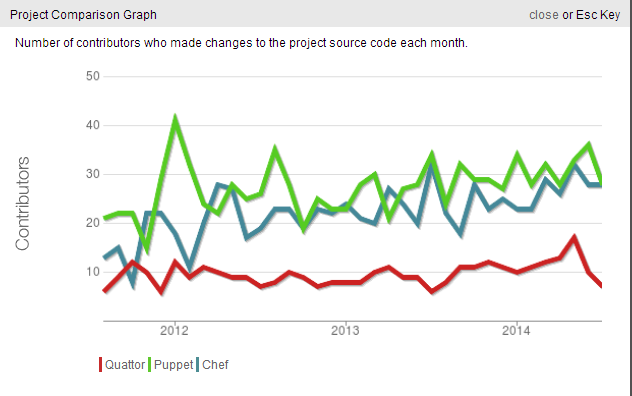 Project Comparison Graph close or Esc Key
Number of contributors who made changes to the project source code each month.
50
40
30
20
10
Contributors
2012 2013 2014
Quattor Puppet Chef